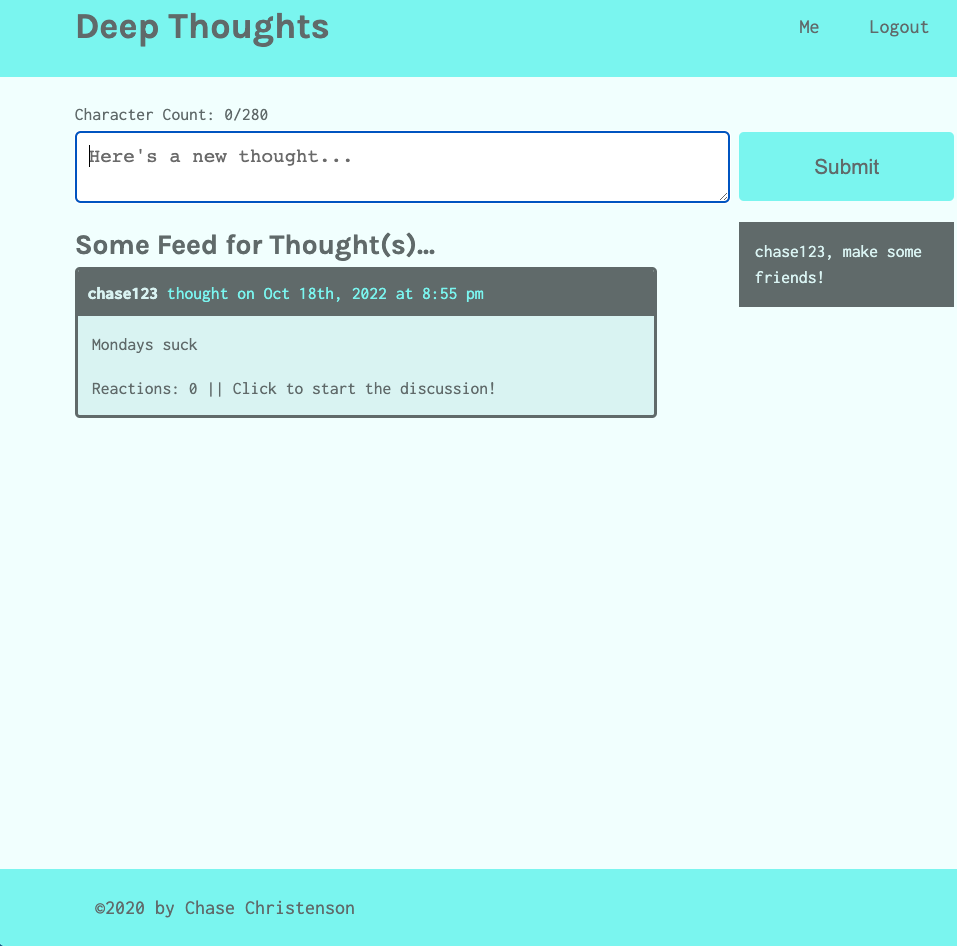 Deep Thoughts
Me
Logout
Character Count: 0/280
Here's a new thought...
Submit
chase123, make some
friends!
Some Feed for Thought(s)...
chase123 thought on Oct 18th, 2022 at 8:55 pm
Mondays suck
Reactions: 0 || Click to start the discussion!
©2020 by Chase Christenson